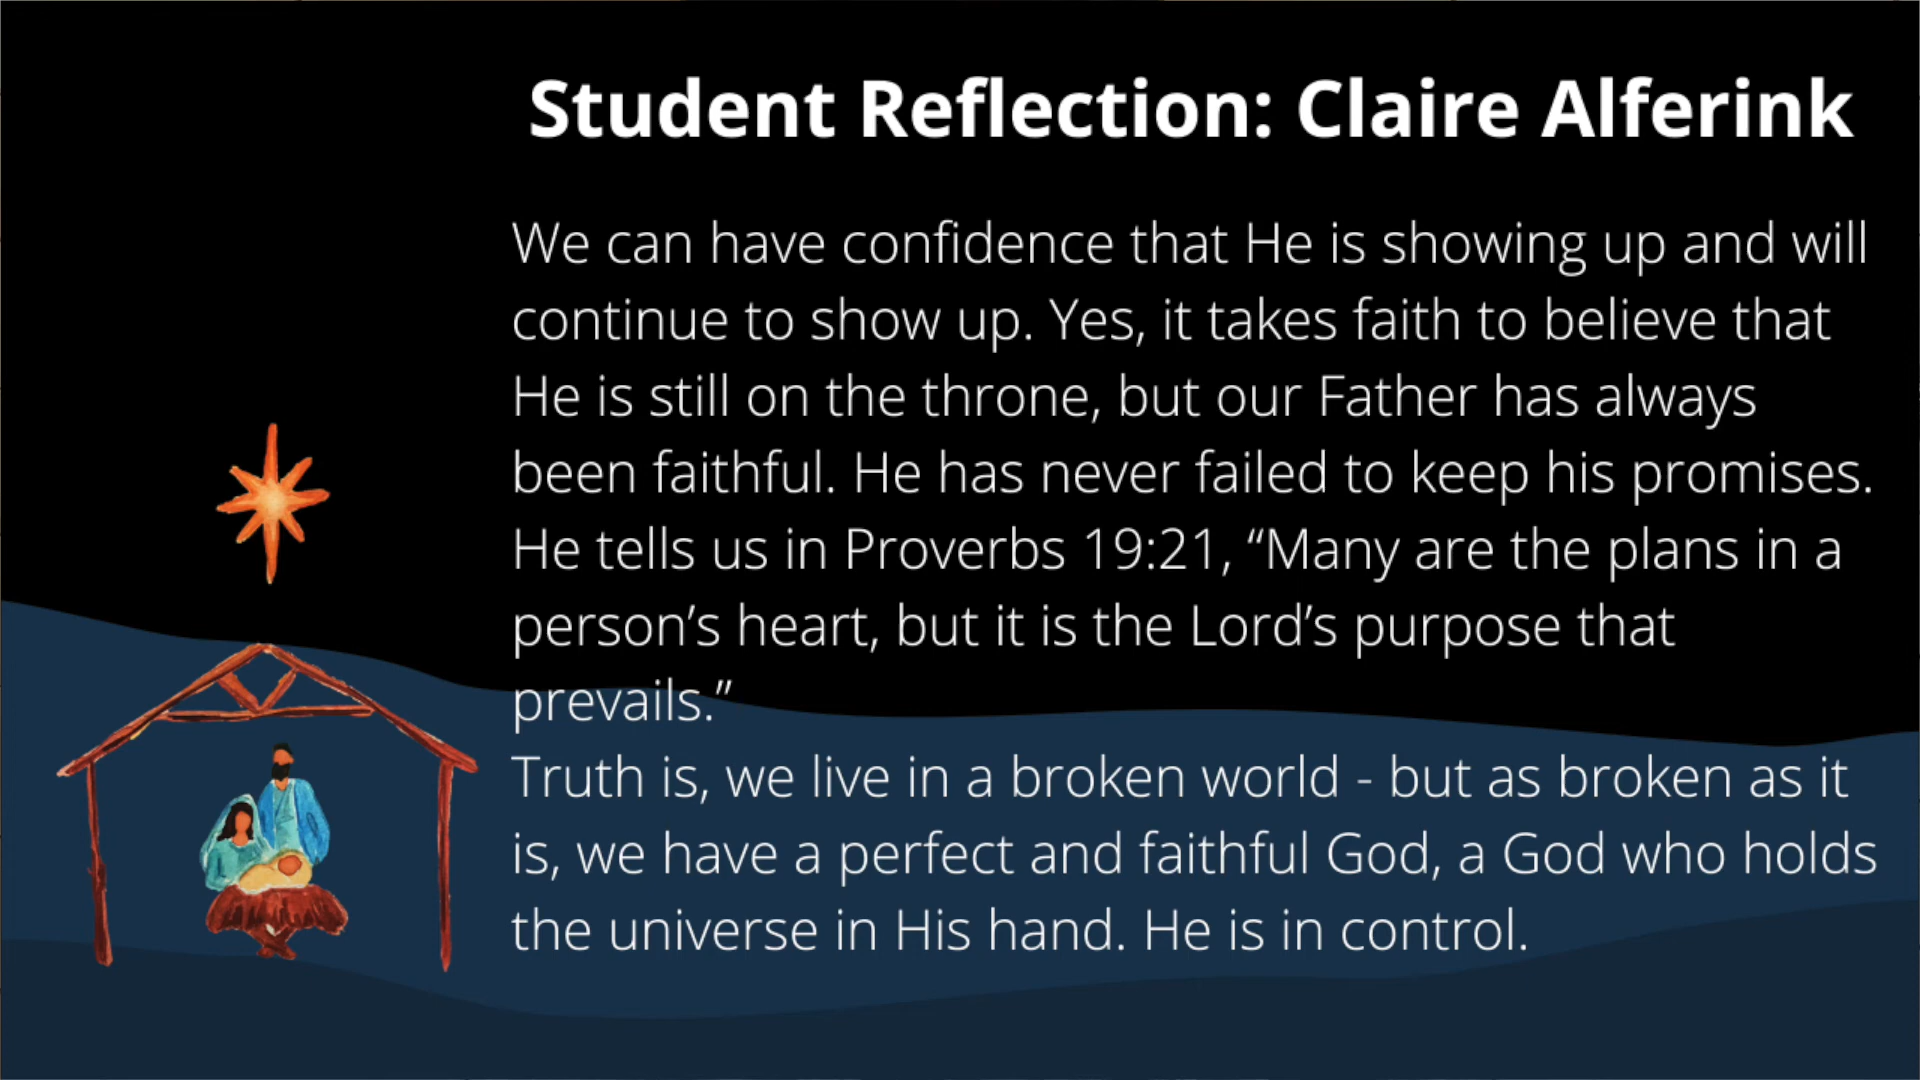 Student Reflection: Claire Alferink
We can have confidence that He is showing up and will
continue to show up. Yes, it takes faith to believe that
He is still on the throne, but our Father has always
been faithful. He has never failed to keep his promises.
He tells us in Proverbs 19:21, “Many are the plans in a
person’s heart, but it is the Lord’s purpose that
prevails.”
Truth is, we live in a broken world - but as broken as it
is, we have a perfect and faithful God, a God who holds
the universe in His hand. He is in control.